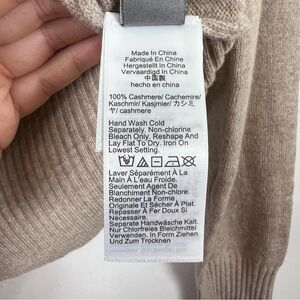 Made In China
Fabriqué En Chine
Hergestellt In China
Vervaardigd In China
中国製
hecho en china
100% Cashmere/ Cachemire/
Kaschmir/ Kasjmier/ カシミ
ヤ/ cashmere
Hand Wash Cold
Separately. Non-chlorine
Bleach Only. Reshape And
Lay Flat To Dry. Iron On
Lowest Setting.
Laver Séparément À La
Main À L'eau Froide.
Seulement Agent De
Blanchiment Non-chloré.
Redonner La Forme
Originale Et Sécher À Plat.
Repasser À Fer Doux Si
Nécessaire.
Separate Handwäsche Kalt.
Nur Chlorfreies Bleichmittel
Verwenden. In Form Ziehen
Und Zum Trocknen